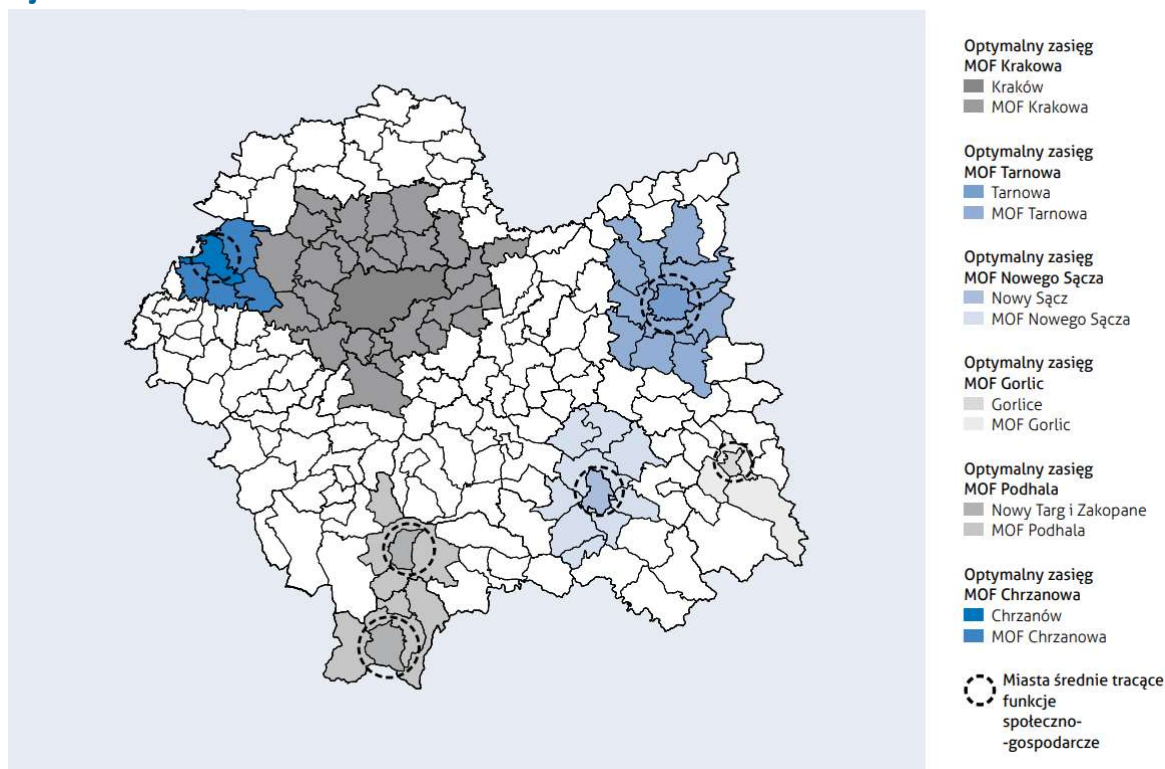 Optymalny zasięg
MOF Krakowa
Kraków
MOF Krakowa
Optymalny zasięg
MOF Tarnowa
Tarnowa
MOF Tarnowa
Optymalny zasięg
MOF Nowego Sącza
Nowy Sącz
MOF Nowego Sącza
Optymalny zasięg
MOF Gorlic
Gorlice
MOF Gorlic
Optymalny zasięg
MOF Podhala
Nowy Targ i Zakopane
MOF Podhala
Optymalny zasięg
MOF Chrzanowa
Chrzanów
MOF Chrzanowa
Miasta średnie tracące
funkcje
społeczno-
-gospodarcze